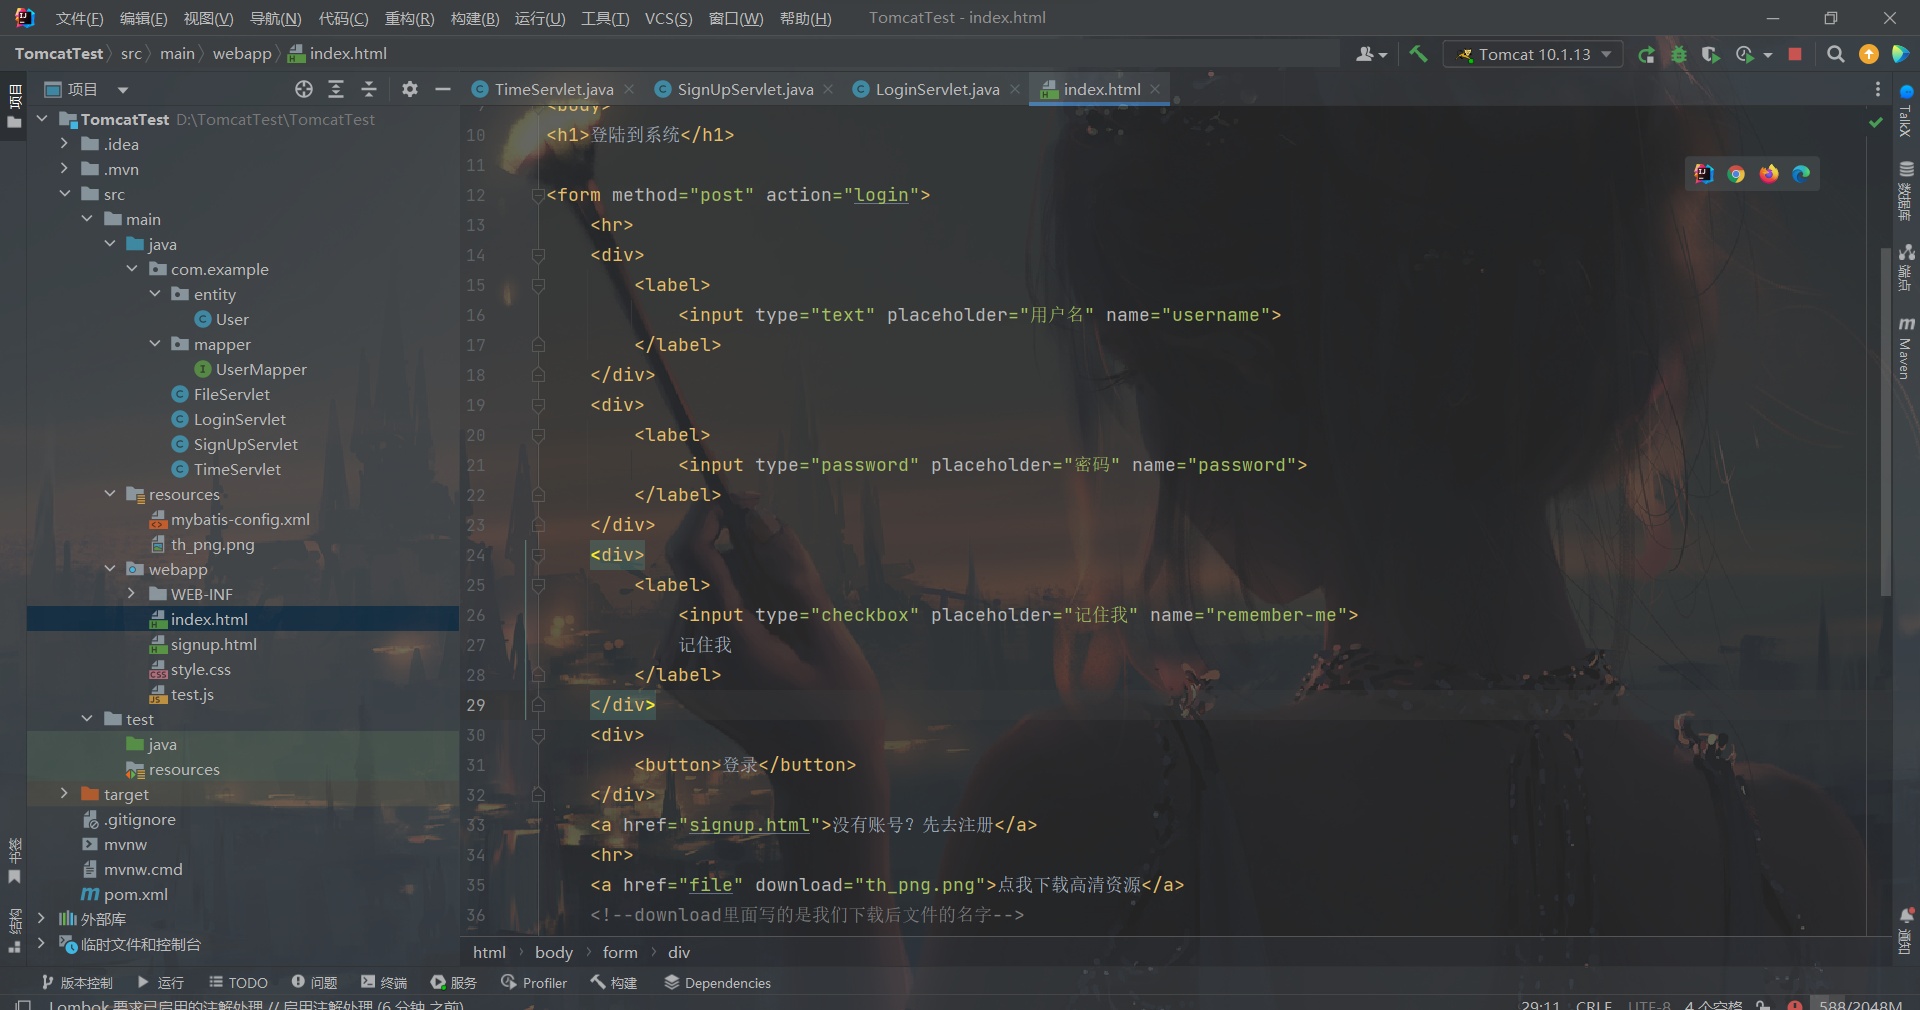 文件(F) 编辑(E) 视图(V) 导航(N) 代码(C) 重构(R) 构建(B) 运行(U) 工具(T) VCS(S) 窗口(W) 帮助(H) TomcatTest - index.html
TomcatTest src main webapp index.html Tomcat 10.1.13
项目
TimeServlet.java SignUpServlet.java LoginServlet.java index.html
项目
TomcatTest D:\TomcatTest\TomcatTest
.idea
.mvn
src
main
java
com.example
entity
User
mapper
UserMapper
FileServlet
LoginServlet
SignUpServlet
TimeServlet
resources
mybatis-config.xml
th_png.png
webapp
WEB-INF
index.html
signup.html
style.css
test.js
test
java
resources
target
.gitignore
mvnw
mvnw.cmd
pom.xml
外部库
临时文件和控制台
书签
结构
9 <body>
10 <h1>登陆到系统</h1>
11
12 <form method="post" action="login">
13 <hr>
14 <div>
15 <label>
16 <input type="text" placeholder="用户名" name="username">
17 </label>
18 </div>
19 <div>
20 <label>
21 <input type="password" placeholder="密码" name="password">
22 </label>
23 </div>
24 <div>
25 <label>
26 <input type="checkbox" placeholder="记住我" name="remember-me">
27 记住我
28 </label>
29 </div>
30 <div>
31 <button>登录</button>
32 </div>
33 <a href="signup.html">没有账号？先去注册</a>
34 <hr>
35 <a href="file" download="th_png.png">点我下载高清资源</a>
36 <!--download里面写的是我们下载后文件的名字-->
TalkX
数据库
端点
Maven
通知
html body form div
版本控制 运行 TODO 问题 终端 服务 Profiler 构建 Dependencies
Lombok 要求已启用的注解处理 // 启用注解处理 (6 分钟 之前) 29:11 CRLF UTF-8 4 个空格 588/2048M